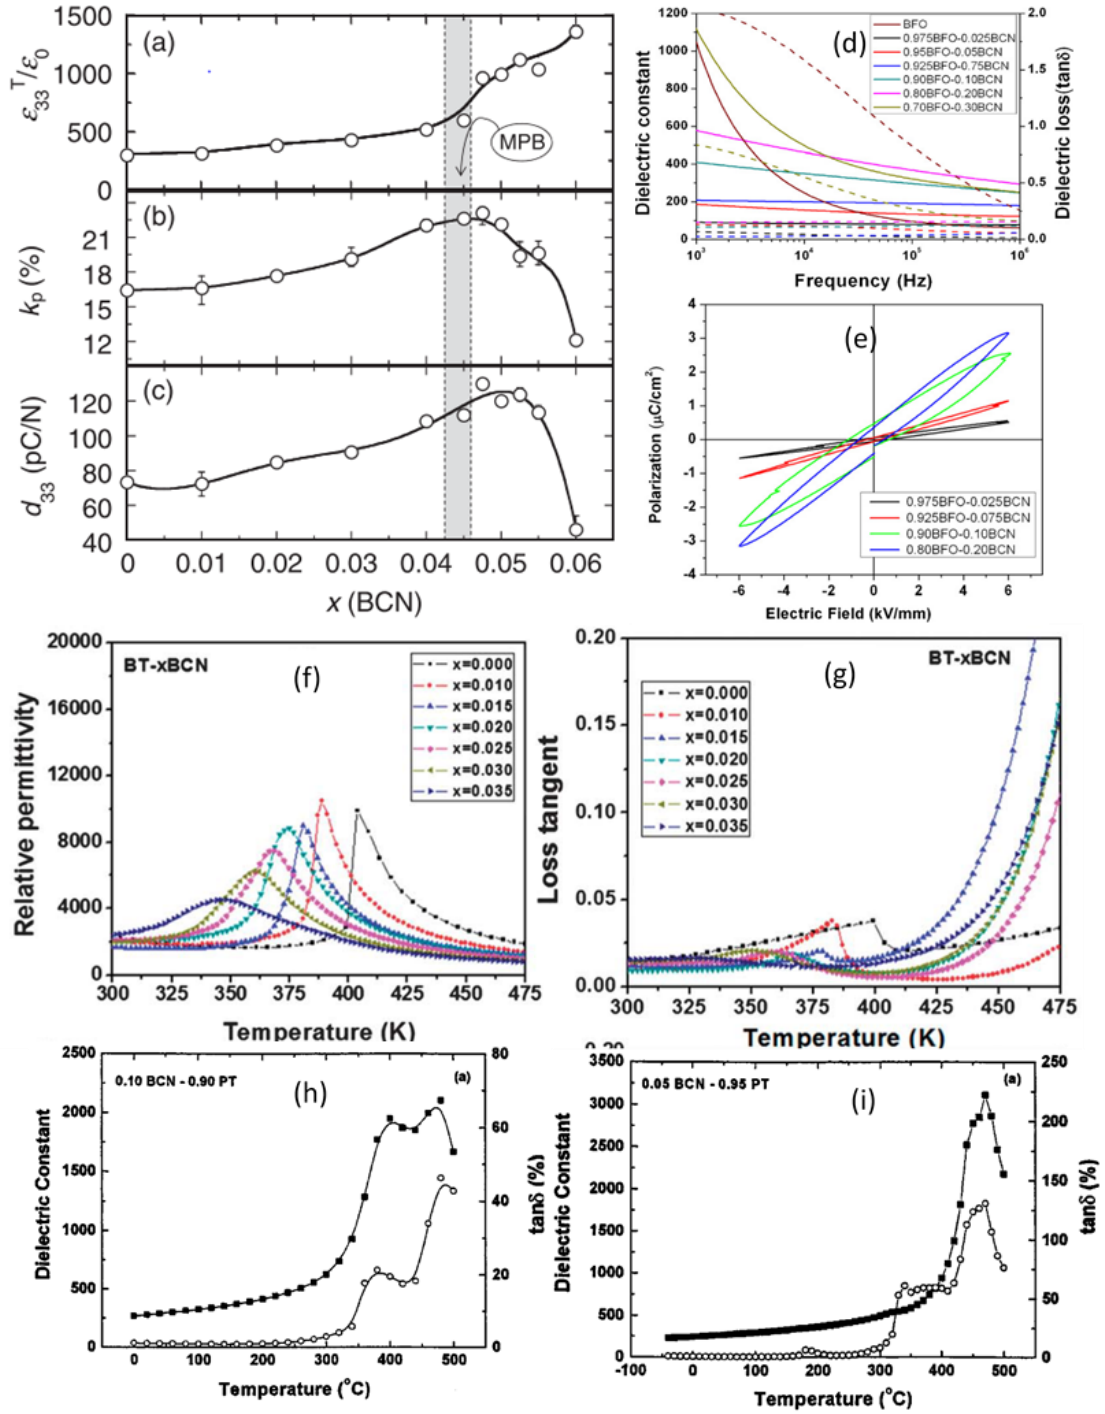 (a)
1500
1000
500
0
ε33T/ε0
MPB
(b)
21
18
15
12
kp (%)
(c)
120
100
80
60
40
d33 (pC/N)
0 0.01 0.02 0.03 0.04 0.05 0.06
x (BCN)
(d)
1200
1000
800
600
400
200
0
Dielectric constant
2.0
1.5
1.0
0.5
0.0
Dielectric loss(tanδ)
BFO
0.975BFO-0.025BCN
0.95BFO-0.05BCN
0.925BFO-0.75BCN
0.90BFO-0.10BCN
0.80BFO-0.20BCN
0.70BFO-0.30BCN
10^3 10^4 10^5 10^6
Frequency (Hz)
(e)
4
3
2
1
0
-1
-2
-3
-4
Polarization (μC/cm²)
0.975BFO-0.025BCN
0.925BFO-0.075BCN
0.90BFO-0.10BCN
0.80BFO-0.20BCN
-6 -4 -2 0 2 4 6
Electric Field (kV/mm)
BT-xBCN
(f)
20000
16000
12000
8000
4000
0
Relative permittivity
x=0.000
x=0.010
x=0.015
x=0.020
x=0.025
x=0.030
x=0.035
300 325 350 375 400 425 450 475
Temperature (K)
(g)
BT-xBCN
0.20
0.15
0.10
0.05
0.00
Loss tangent
x=0.000
x=0.010
x=0.015
x=0.020
x=0.025
x=0.030
x=0.035
300 325 350 375 400 425 450 475
Temperature (K)
0.10 BCN - 0.90 PT
(h)
(a)
2500
2000
1500
1000
500
0
Dielectric Constant
80
60
40
20
0
tanδ (%)
0 100 200 300 400 500
Temperature (°C)
0.05 BCN - 0.95 PT
(i)
(a)
3500
3000
2500
2000
1500
1000
500
0
Dielectric Constant
250
200
150
100
50
0
tanδ (%)
-100 0 100 200 300 400 500
Temperature (°C)